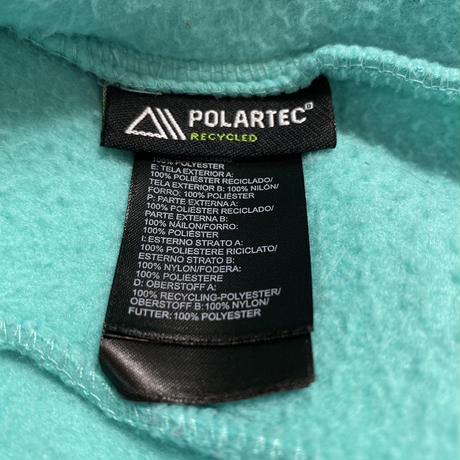 POLARTEC®
RECYCLED
100% POLYESTER
E: TELA EXTERIOR A:
100% POLIÉSTER RECICLADO/
TELA EXTERIOR B: 100% NILÓN/
FORRO: 100% POLIÉSTER
P: PARTE EXTERNA A:
100% POLIÉSTER RECICLADO/
PARTE EXTERNA B:
100% NÁILON/FORRO:
100% POLIÉSTER
I: ESTERNO STRATO A:
100% POLIESTERE RICICLATO/
ESTERNO STRATO B:
100% NYLON/FODERA:
100% POLIESTERE
D: OBERSTOFF A:
100% RECYCLING-POLYESTER/
OBERSTOFF B: 100% NYLON/
FUTTER: 100% POLYESTER